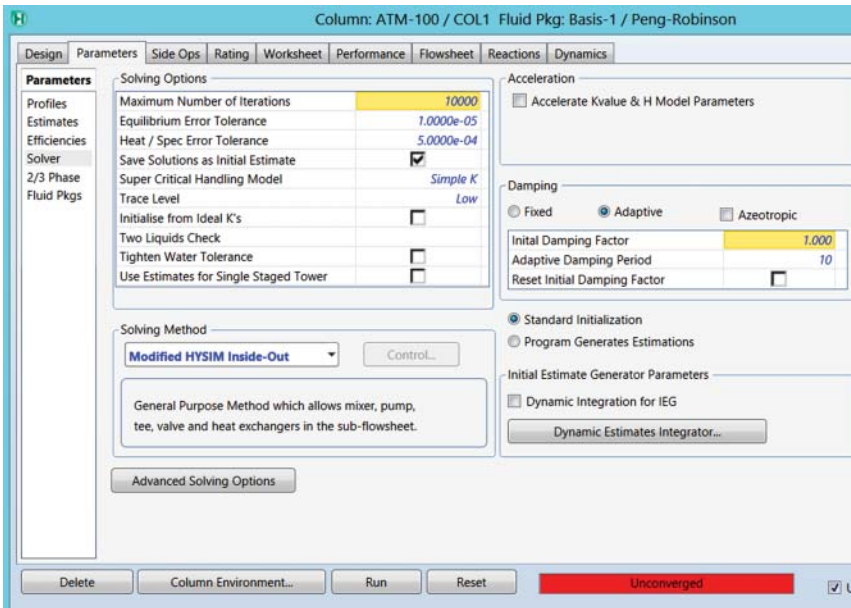 Column: ATM-100 / COL1 Fluid Pkg: Basis-1 / Peng-Robinson
Design Parameters Side Ops Rating Worksheet Performance Flowsheet Reactions Dynamics
Parameters
Profiles
Estimates
Efficiencies
Solver
2/3 Phase
Fluid Pkgs
Solving Options
Maximum Number of Iterations 10000
Equilibrium Error Tolerance 1.0000e-05
Heat / Spec Error Tolerance 5.0000e-04
Save Solutions as Initial Estimate
Super Critical Handling Model Simple K
Trace Level Low
Initialise from Ideal K's
Two Liquids Check
Tighten Water Tolerance
Use Estimates for Single Staged Tower
Solving Method
Modified HYSIM Inside-Out Control...
General Purpose Method which allows mixer, pump,
tee, valve and heat exchangers in the sub-flowsheet.
Advanced Solving Options
Acceleration
Accelerate Kvalue & H Model Parameters
Damping
Fixed Adaptive Azeotropic
Inital Damping Factor 1.000
Adaptive Damping Period 10
Reset Initial Damping Factor
Standard Initialization
Program Generates Estimations
Initial Estimate Generator Parameters
Dynamic Integration for IEG
Dynamic Estimates Integrator...
Delete Column Environment... Run Reset Unconverged